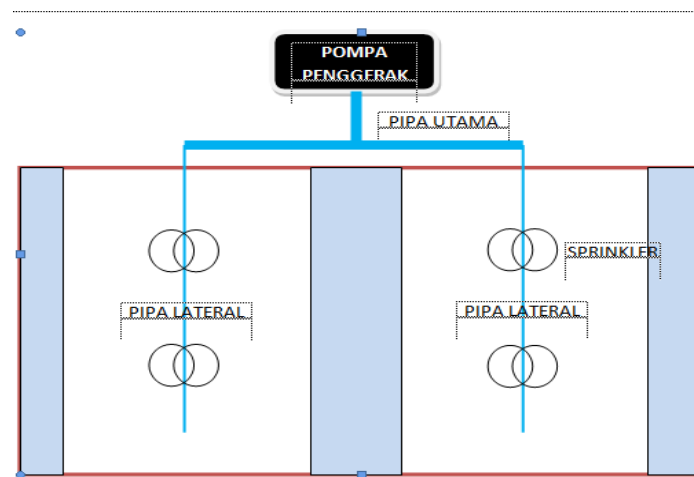 POMPA
PENGGERAK
PIPA UTAMA
SPRINKLER
PIPA LATERAL
PIPA LATERAL